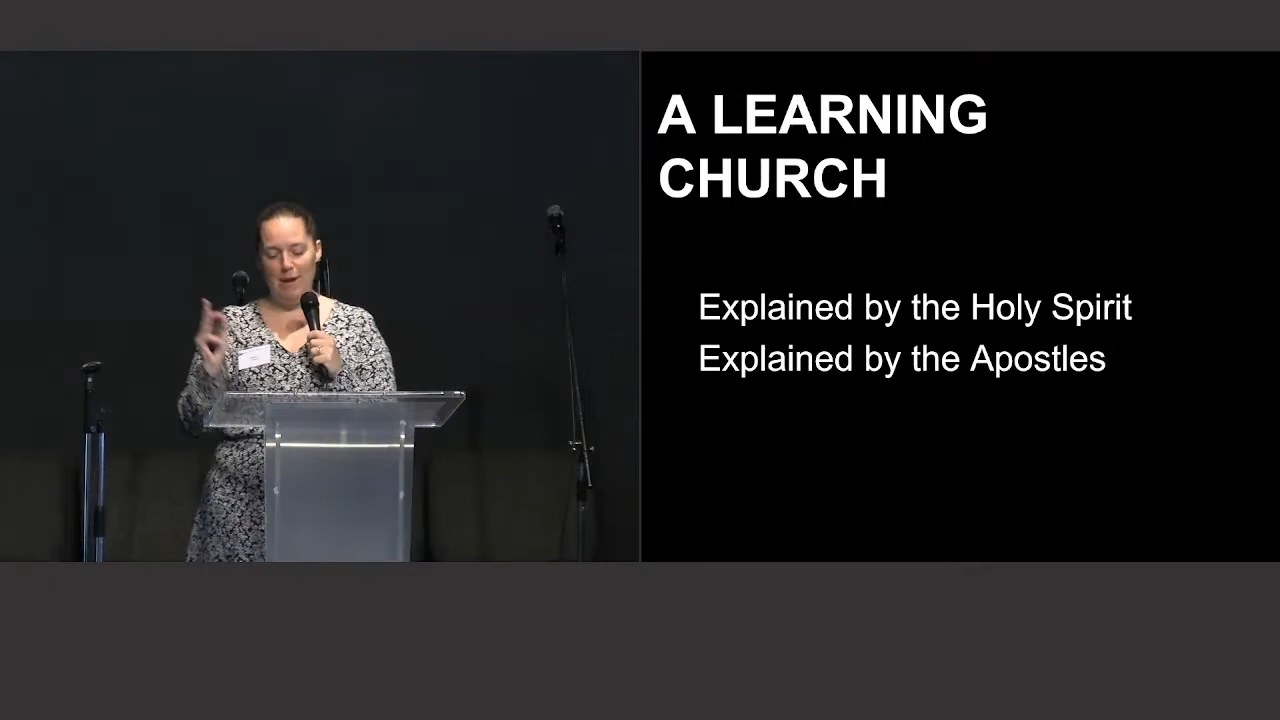 A LEARNING
CHURCH
Explained by the Holy Spirit
Explained by the Apostles